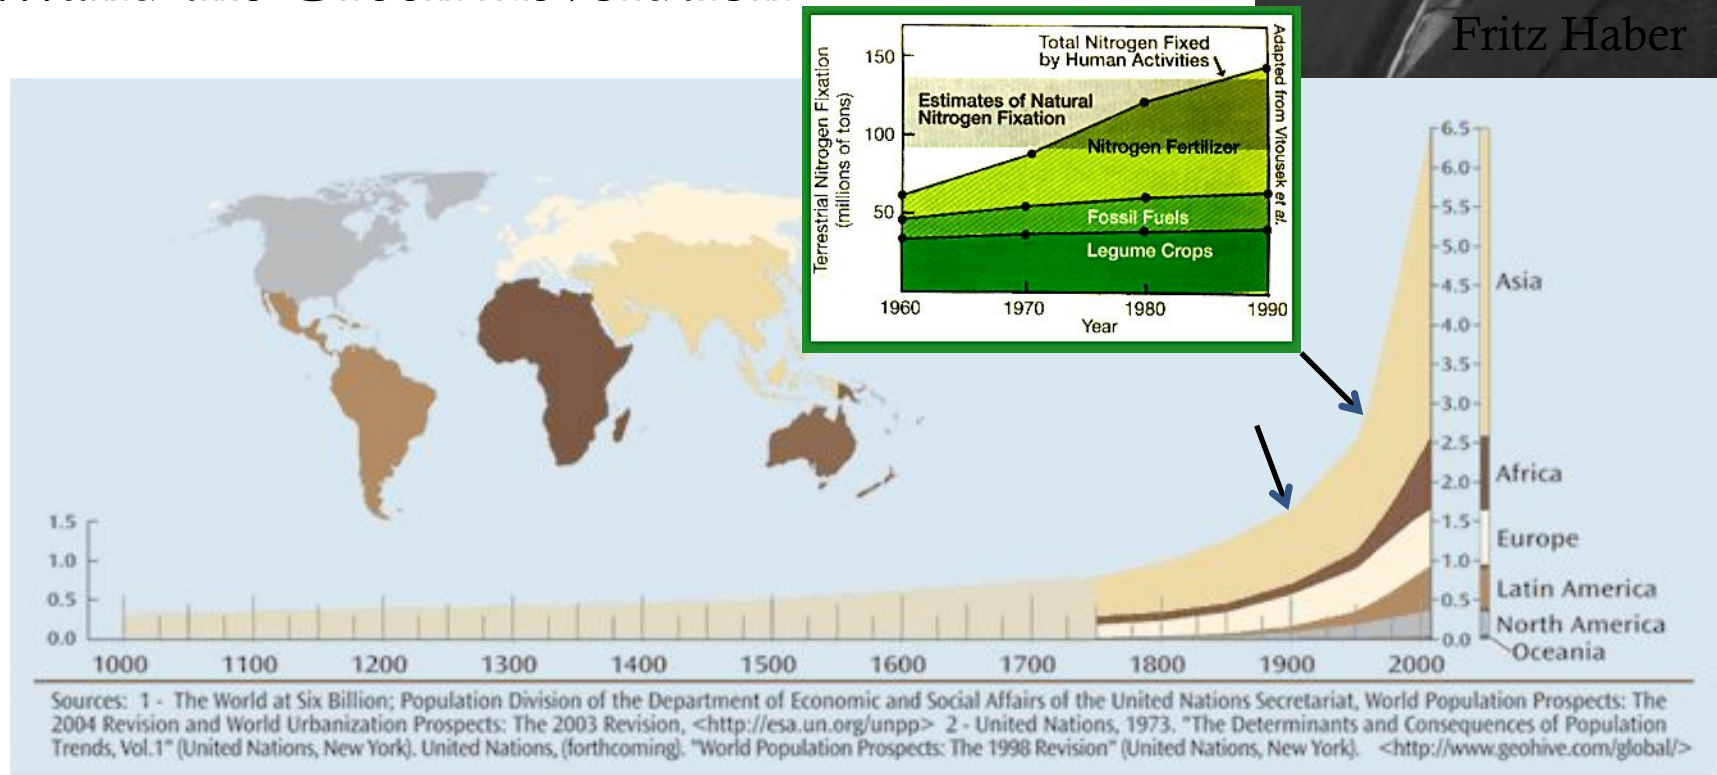 Fritz Haber
Terrestrial Nitrogen Fixation
(millions of tons)
150
100
50
Total Nitrogen Fixed
by Human Activities
Estimates of Natural
Nitrogen Fixation
Nitrogen Fertilizer
Fossil Fuels
Legume Crops
Adapted from Vitousek et al.
1960 1970 1980 1990
Year
6.5
6.0
5.5
5.0
4.5
4.0
3.5
3.0
2.5
2.0
1.5
1.0
0.5
0.0
Asia
Africa
Europe
Latin America
North America
Oceania
1.5
1.0
0.5
0.0
1000 1100 1200 1300 1400 1500 1600 1700 1800 1900 2000
Sources: 1 - The World at Six Billion; Population Division of the Department of Economic and Social Affairs of the United Nations Secretariat, World Population Prospects: The
2004 Revision and World Urbanization Prospects: The 2003 Revision, <http://esa.un.org/unpp> 2 - United Nations, 1973. "The Determinants and Consequences of Population
Trends, Vol.1" (United Nations, New York). United Nations, (forthcoming). "World Population Prospects: The 1998 Revision" (United Nations, New York). <http://www.geohive.com/global/>